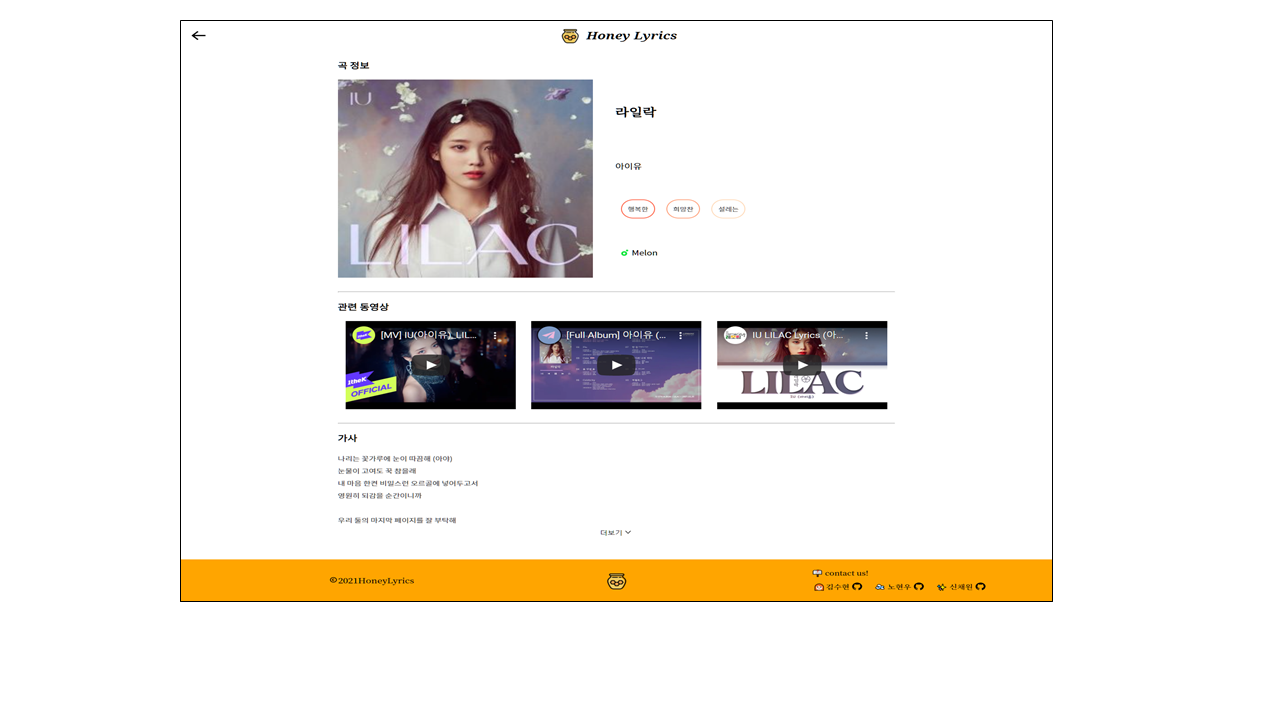 Honey Lyrics
곡 정보
IU
LILAC
라일락
아이유
행복한 희망찬 설레는
Melon
관련 동영상
[MV] IU(아이유)_LIL...
1theK
OFFICIAL
[Full Album] 아이유 (...
IU LILAC Lyrics (아...
LILAC
가사
나리는 꽃가루에 눈이 따끔해 (아야)
눈물이 고여도 꾹 참을래
내 마음 한켠 비밀스런 오르골에 넣어두고서
영원히 되감을 순간이니까
우리 둘의 마지막 페이지를 잘 부탁해
더보기
©2021HoneyLyrics
contact us!
김수현 노현우 신채원